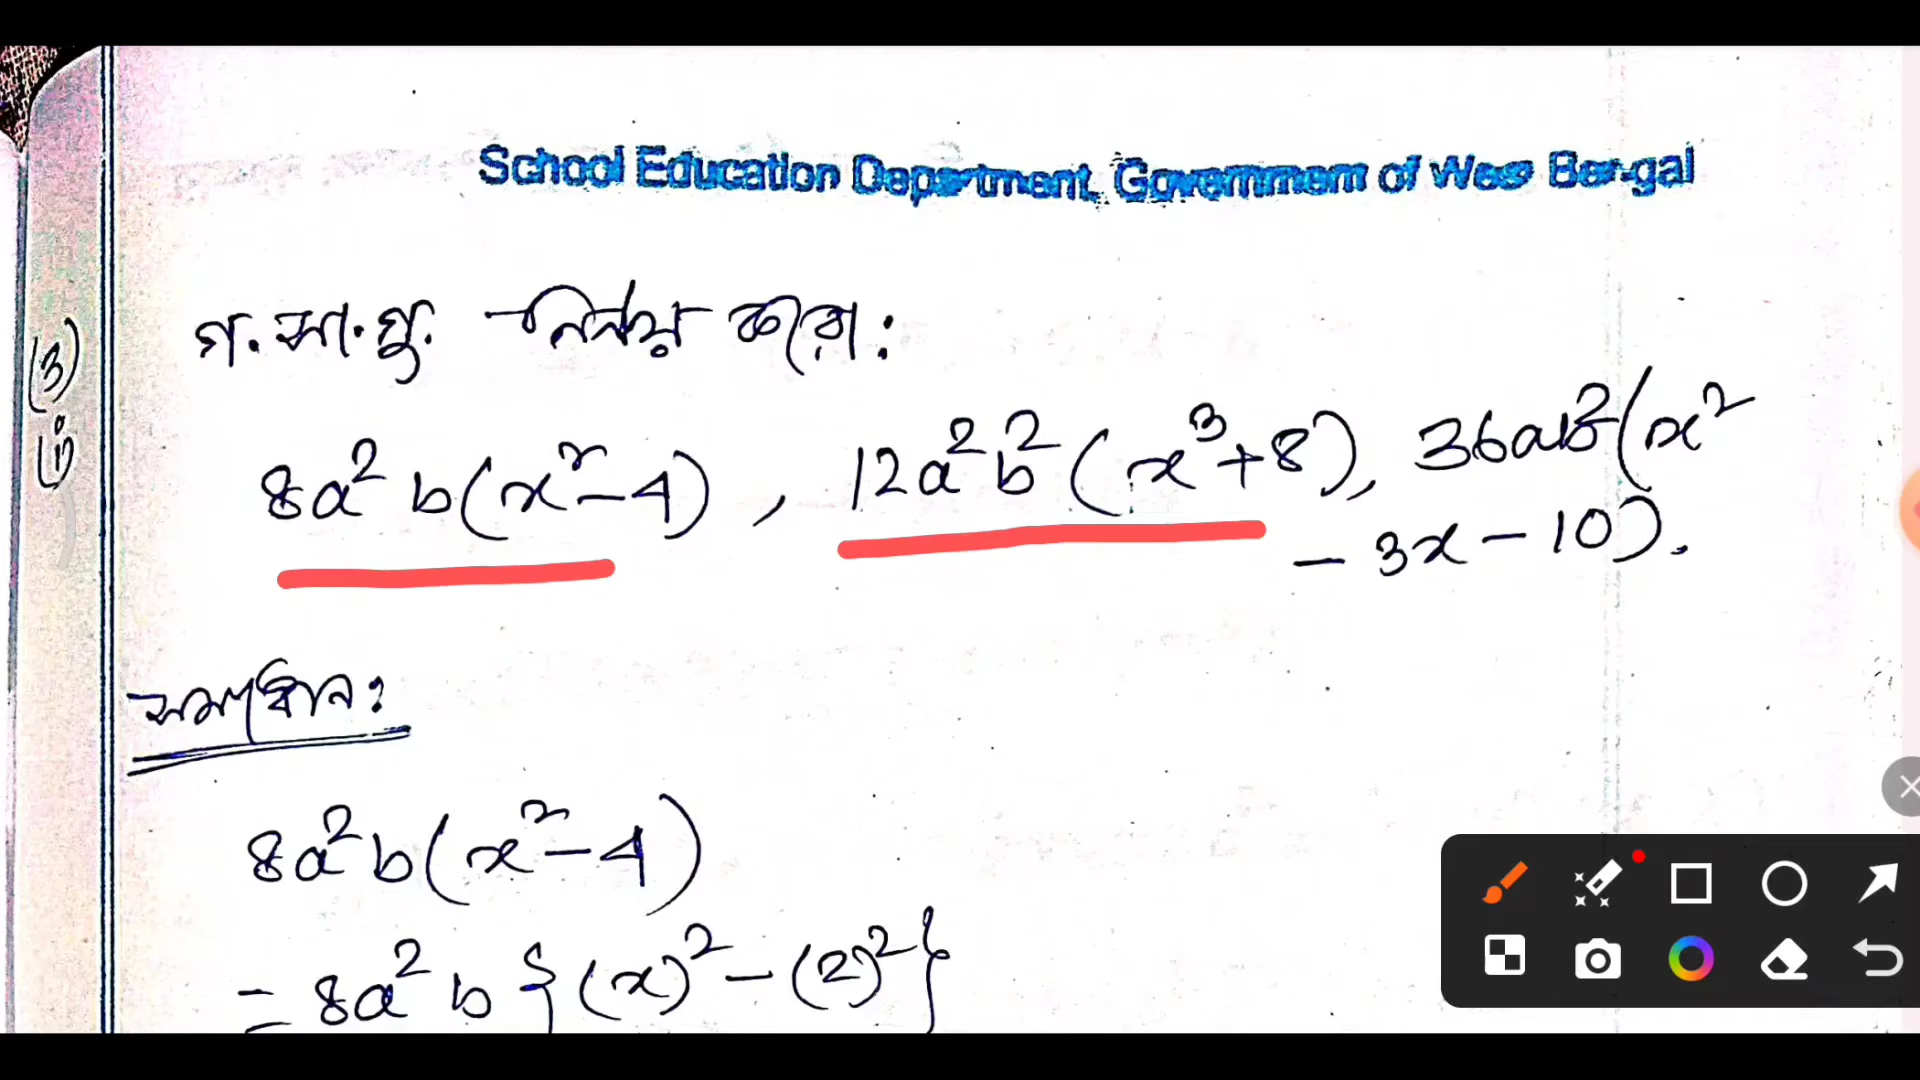 School Education Department, Government of West Bengal
(3)
(i)
গ.সা.গু. নির্ণয় করো:
8a²b(x²-4), 12a²b²(x³+8), 36ab²(x²
-3x-10).
সমাধান:
8a²b(x²-4)
= 8a²b{(x)²-(2)²}